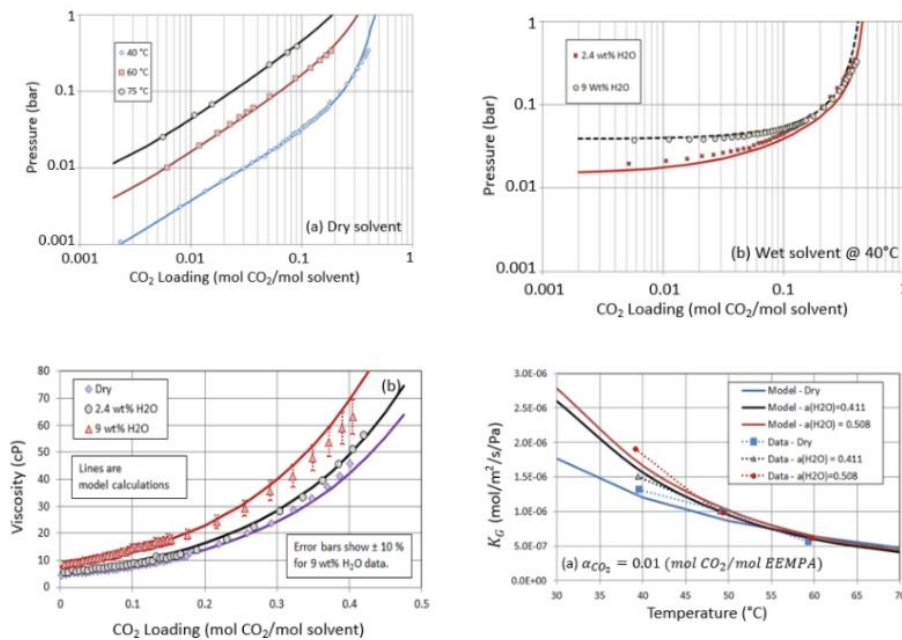 1
0.1
0.01
0.001
Pressure (bar)
40 °C
60 °C
75 °C
(a) Dry solvent
0.01
0.1
1
CO₂ Loading (mol CO₂/mol solvent)
1
0.1
0.01
0.001
Pressure (bar)
2.4 wt% H2O
9 Wt% H2O
(b) Wet solvent @ 40°C
0.001
0.01
0.1
1
CO₂ Loading (mol CO₂/mol solvent)
80
70
60
50
40
30
20
10
0
Viscosity (cP)
Dry
2.4 wt% H2O
9 wt% H2O
(b)
Lines are
model calculations
Error bars show ± 10 %
for 9 wt% H₂O data.
0
0.1
0.2
0.3
0.4
0.5
CO₂ Loading (mol CO₂/mol solvent)
3.0E-06
2.5E-06
2.0E-06
1.5E-06
1.0E-06
5.0E-07
0.0E+00
K_G (mol/m²/s/Pa)
Model - Dry
Model - a(H2O)=0.411
Model - a(H2O) = 0.508
Data - Dry
Data - a(H2O)=0.411
Data - a(H2O)=0.508
(a) α_CO₂ = 0.01 (mol CO₂/mol EEMPA)
30
35
40
45
50
55
60
65
70
Temperature (°C)